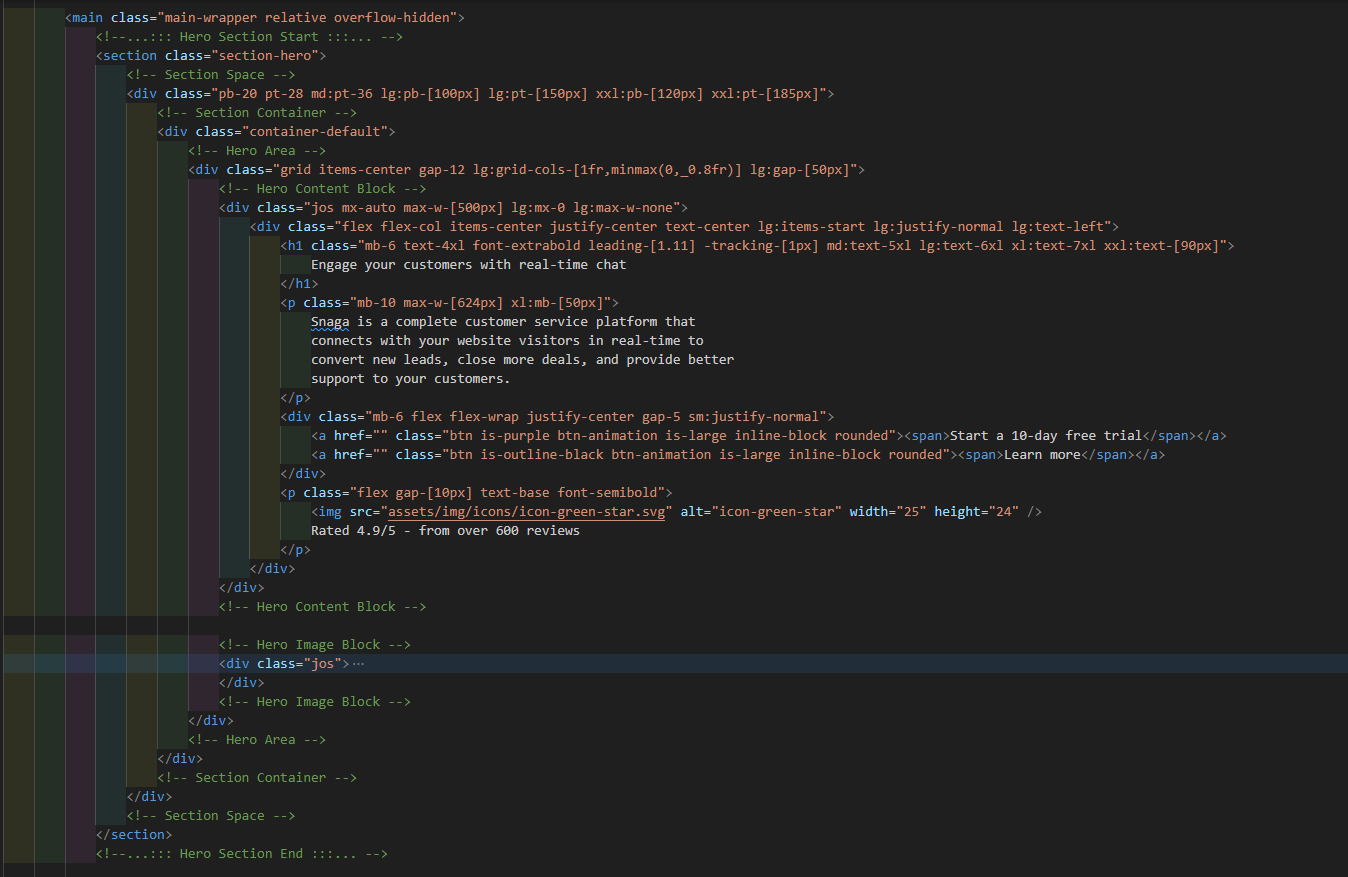 <main class="main-wrapper relative overflow-hidden">
<!--...::: Hero Section Start :::... -->
<section class="section-hero">
<!-- Section Space -->
<div class="pb-20 pt-28 md:pt-36 lg:pb-[100px] lg:pt-[150px] xxl:pb-[120px] xxl:pt-[185px]">
<!-- Section Container -->
<div class="container-default">
<!-- Hero Area -->
<div class="grid items-center gap-12 lg:grid-cols-[1fr,minmax(0,_0.8fr)] lg:gap-[50px]">
<!-- Hero Content Block -->
<div class="jos mx-auto max-w-[500px] lg:mx-0 lg:max-w-none">
<div class="flex flex-col items-center justify-center text-center lg:items-start lg:justify-normal lg:text-left">
<h1 class="mb-6 text-4xl font-extrabold leading-[1.11] -tracking-[1px] md:text-5xl lg:text-6xl xl:text-7xl xxl:text-[90px]">
Engage your customers with real-time chat
</h1>
<p class="mb-10 max-w-[624px] xl:mb-[50px]">
Snaga is a complete customer service platform that
connects with your website visitors in real-time to
convert new leads, close more deals, and provide better
support to your customers.
</p>
<div class="mb-6 flex flex-wrap justify-center gap-5 sm:justify-normal">
<a href="" class="btn is-purple btn-animation is-large inline-block rounded"><span>Start a 10-day free trial</span></a>
<a href="" class="btn is-outline-black btn-animation is-large inline-block rounded"><span>Learn more</span></a>
</div>
<p class="flex gap-[10px] text-base font-semibold">
<img src="assets/img/icons/icon-green-star.svg" alt="icon-green-star" width="25" height="24" />
Rated 4.9/5 - from over 600 reviews
</p>
</div>
</div>
<!-- Hero Content Block -->
<!-- Hero Image Block -->
<div class="jos">···
</div>
<!-- Hero Image Block -->
</div>
<!-- Hero Area -->
</div>
<!-- Section Container -->
</div>
<!-- Section Space -->
</section>
<!--...::: Hero Section End :::... -->